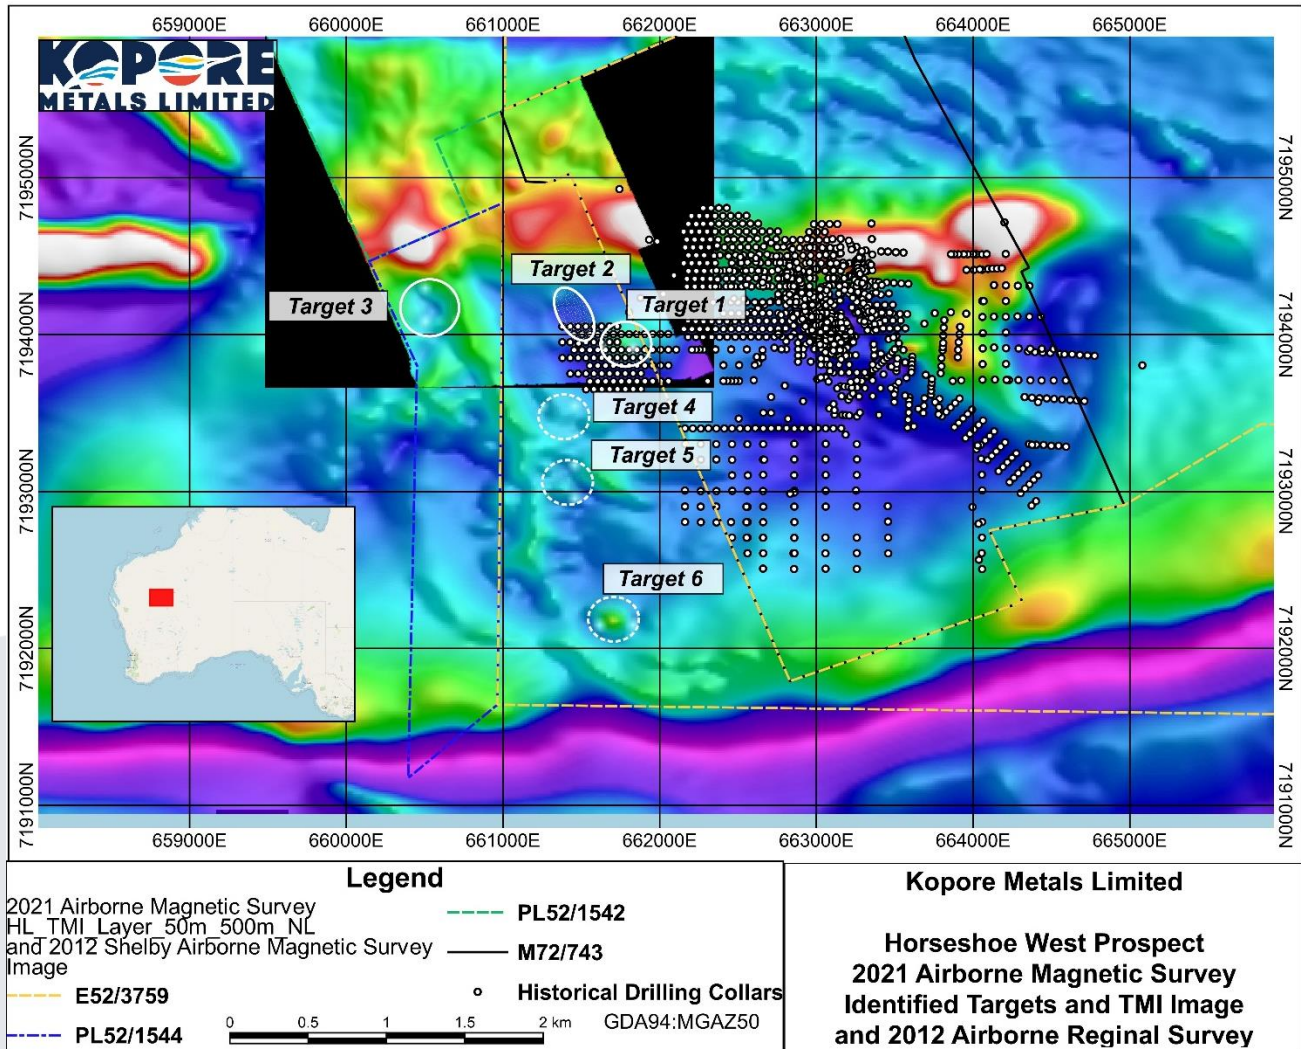 659000E 660000E 661000E 662000E 663000E 664000E 665000E
KOPORE
METALS LIMITED
7195000N
7195000N
Target 2
Target 3
Target 1
7194000N
7194000N
Target 4
Target 5
7193000N
7193000N
Target 6
7192000N
7192000N
7191000N
7191000N
659000E 660000E 661000E 662000E 663000E 664000E 665000E
Legend
2021 Airborne Magnetic Survey
HL_TMI_Layer_50m_500m_NL
and 2012 Shelby Airborne Magnetic Survey
Image
E52/3759
PL52/1544
PL52/1542
M72/743
Historical Drilling Collars
0 0.5 1 1.5 2 km
GDA94:MGAZ50
Kopore Metals Limited
Horseshoe West Prospect
2021 Airborne Magnetic Survey
Identified Targets and TMI Image
and 2012 Airborne Reginal Survey